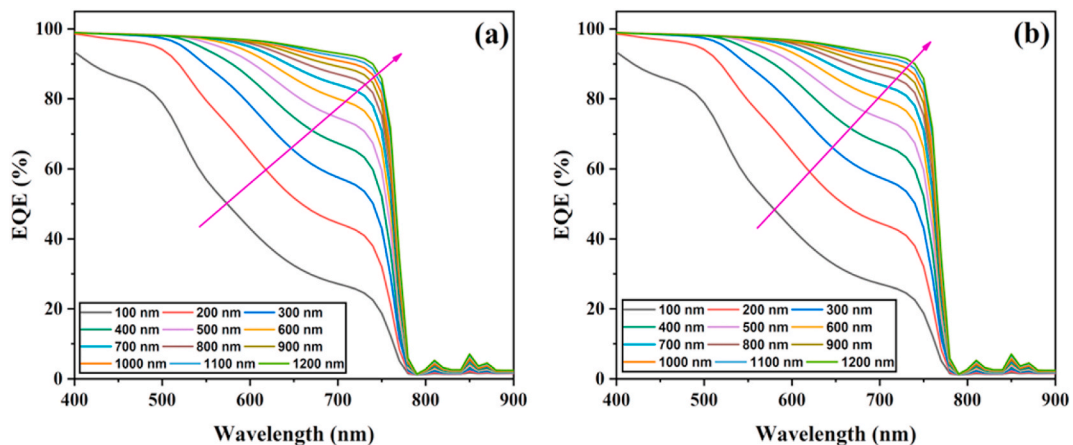 (a)
EQE (%)
100
80
60
40
20
0
100 nm 200 nm 300 nm
400 nm 500 nm 600 nm
700 nm 800 nm 900 nm
1000 nm 1100 nm 1200 nm
400 500 600 700 800 900
Wavelength (nm)
(b)
EQE (%)
100
80
60
40
20
0
100 nm 200 nm 300 nm
400 nm 500 nm 600 nm
700 nm 800 nm 900 nm
1000 nm 1100 nm 1200 nm
400 500 600 700 800 900
Wavelength (nm)